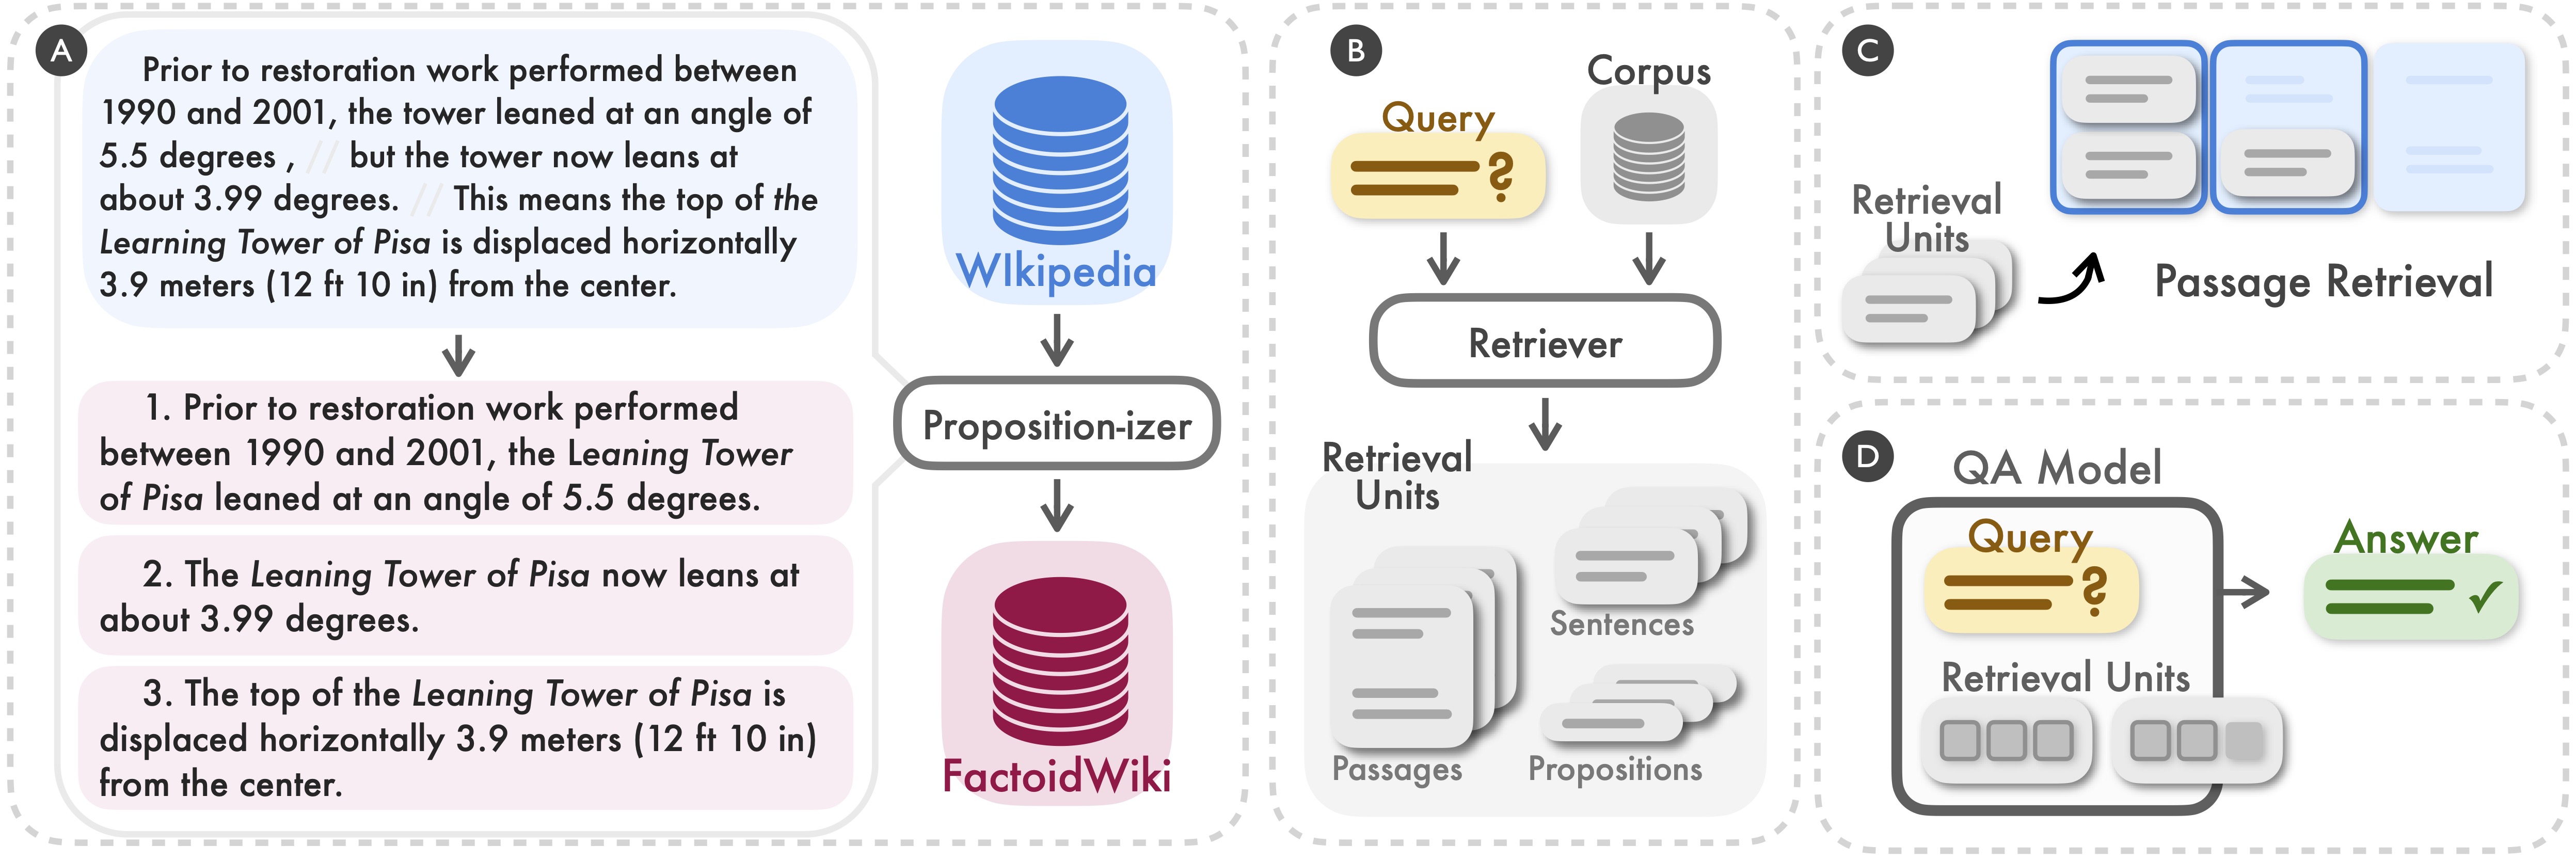 A
Prior to restoration work performed between
1990 and 2001, the tower leaned at an angle of
5.5 degrees , // but the tower now leans at
about 3.99 degrees. // This means the top of the
Learning Tower of Pisa is displaced horizontally
3.9 meters (12 ft 10 in) from the center.
1. Prior to restoration work performed
between 1990 and 2001, the Leaning Tower
of Pisa leaned at an angle of 5.5 degrees.
2. The Leaning Tower of Pisa now leans at
about 3.99 degrees.
3. The top of the Leaning Tower of Pisa is
displaced horizontally 3.9 meters (12 ft 10 in)
from the center.
WIkipedia
Proposition-izer
FactoidWiki
B
Corpus
Query
?
Retriever
Retrieval
Units
Sentences
Passages
Propositions
C
Retrieval
Units
Passage Retrieval
D
QA Model
Query
?
Answer
Retrieval Units